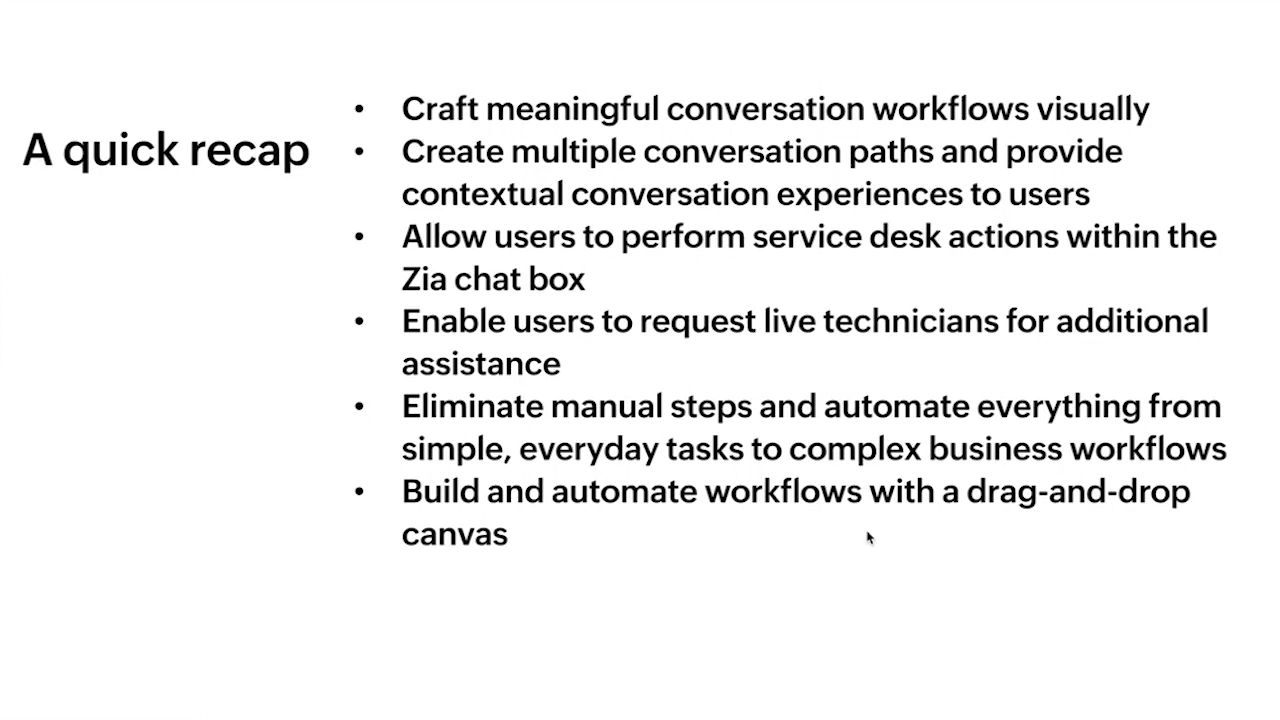 A quick recap
• Craft meaningful conversation workflows visually
• Create multiple conversation paths and provide
contextual conversation experiences to users
• Allow users to perform service desk actions within the
Zia chat box
• Enable users to request live technicians for additional
assistance
• Eliminate manual steps and automate everything from
simple, everyday tasks to complex business workflows
• Build and automate workflows with a drag-and-drop
canvas